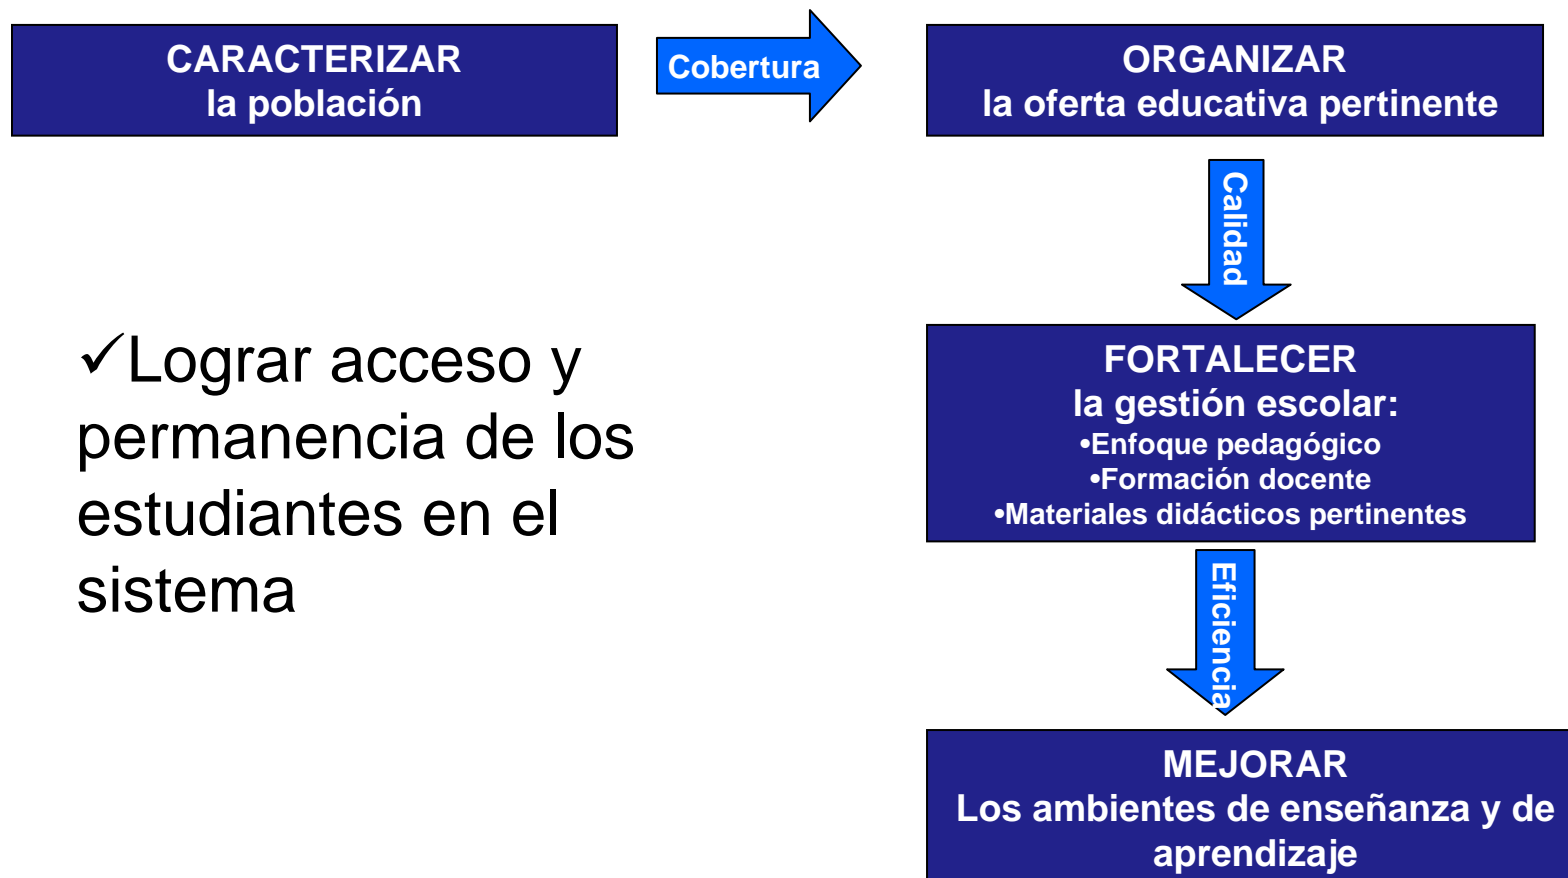 CARACTERIZAR
la población
Cobertura
ORGANIZAR
la oferta educativa pertinente
Calidad
✓Lograr acceso y
permanencia de los
estudiantes en el
sistema
FORTALECER
la gestión escolar:
•Enfoque pedagógico
•Formación docente
•Materiales didácticos pertinentes
Eficiencia
MEJORAR
Los ambientes de enseñanza y de
aprendizaje